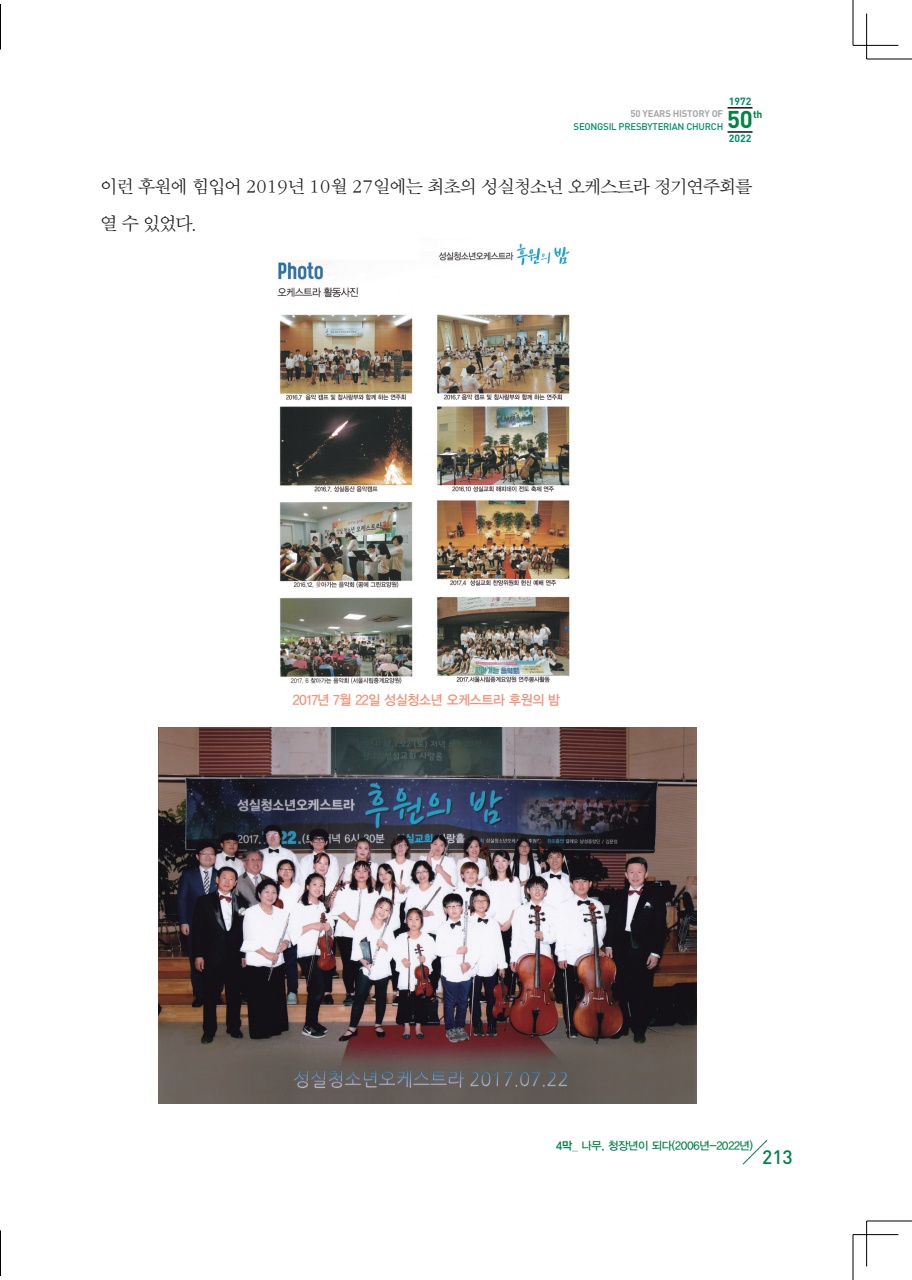 1972
50 YEARS HISTORY OF
SEONGSIL PRESBYTERIAN CHURCH
50th
2022
이런 후원에 힘입어 2019년 10월 27일에는 최초의 성실청소년 오케스트라 정기연주회를
열 수 있었다.
성실청소년오케스트라 후원의 밤
Photo
오케스트라 활동사진
2016.7 음악 캠프 및 참사랑부와 함께 하는 연주회
2016.7 음악 캠프 및 참사랑부와 함께 하는 연주회
2016.7. 성실동산 음악캠프
2016.10 성실교회 해피데이 전도 축제 연주
2016.12. 찾아가는 음악회 (꿈에 그린요양원)
2017.4 성실교회 찬양위원회 헌신 예배 연주
2017. 6 찾아가는 음악회 (서울시립중계요양원)
2017.서울시립중계요양원 연주봉사활동
2017년 7월 22일 성실청소년 오케스트라 후원의 밤
성실청소년오케스트라 후원의 밤
2017. 22.(토) 저녁 6시 30분
성실청소년오케스트라 2017.07.22
4막_ 나무, 청장년이 되다(2006년-2022년)
213